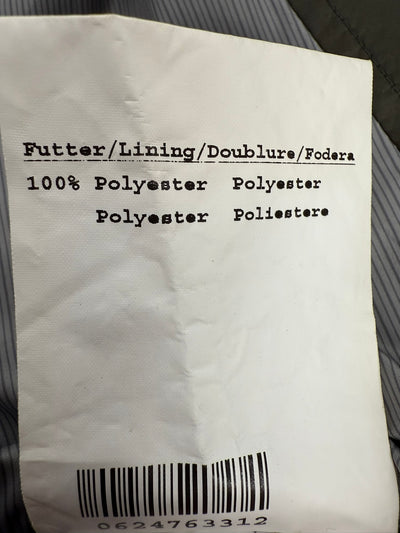 Futter/Lining/Doublure/Fodera
100% Polyester Polyester
Polyester Poliestere
0624763312